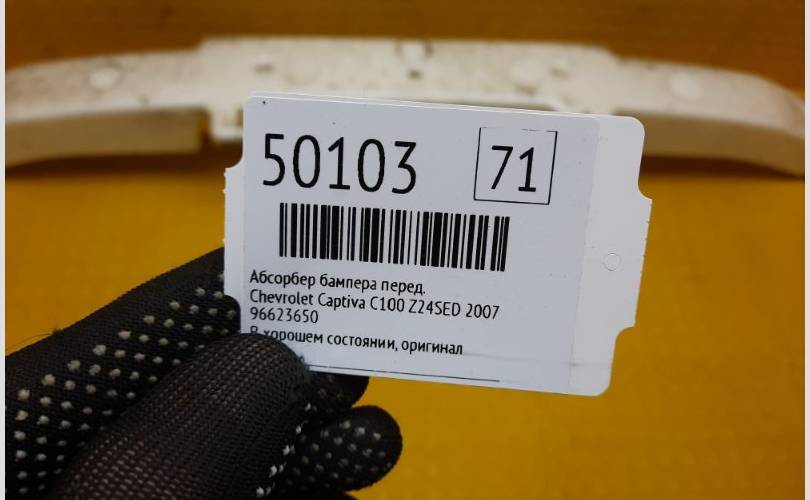 50103 71
Абсорбер бампера перед.
Chevrolet Captiva C100 Z24SED 2007
96623650
В хорошем состоянии, оригинал